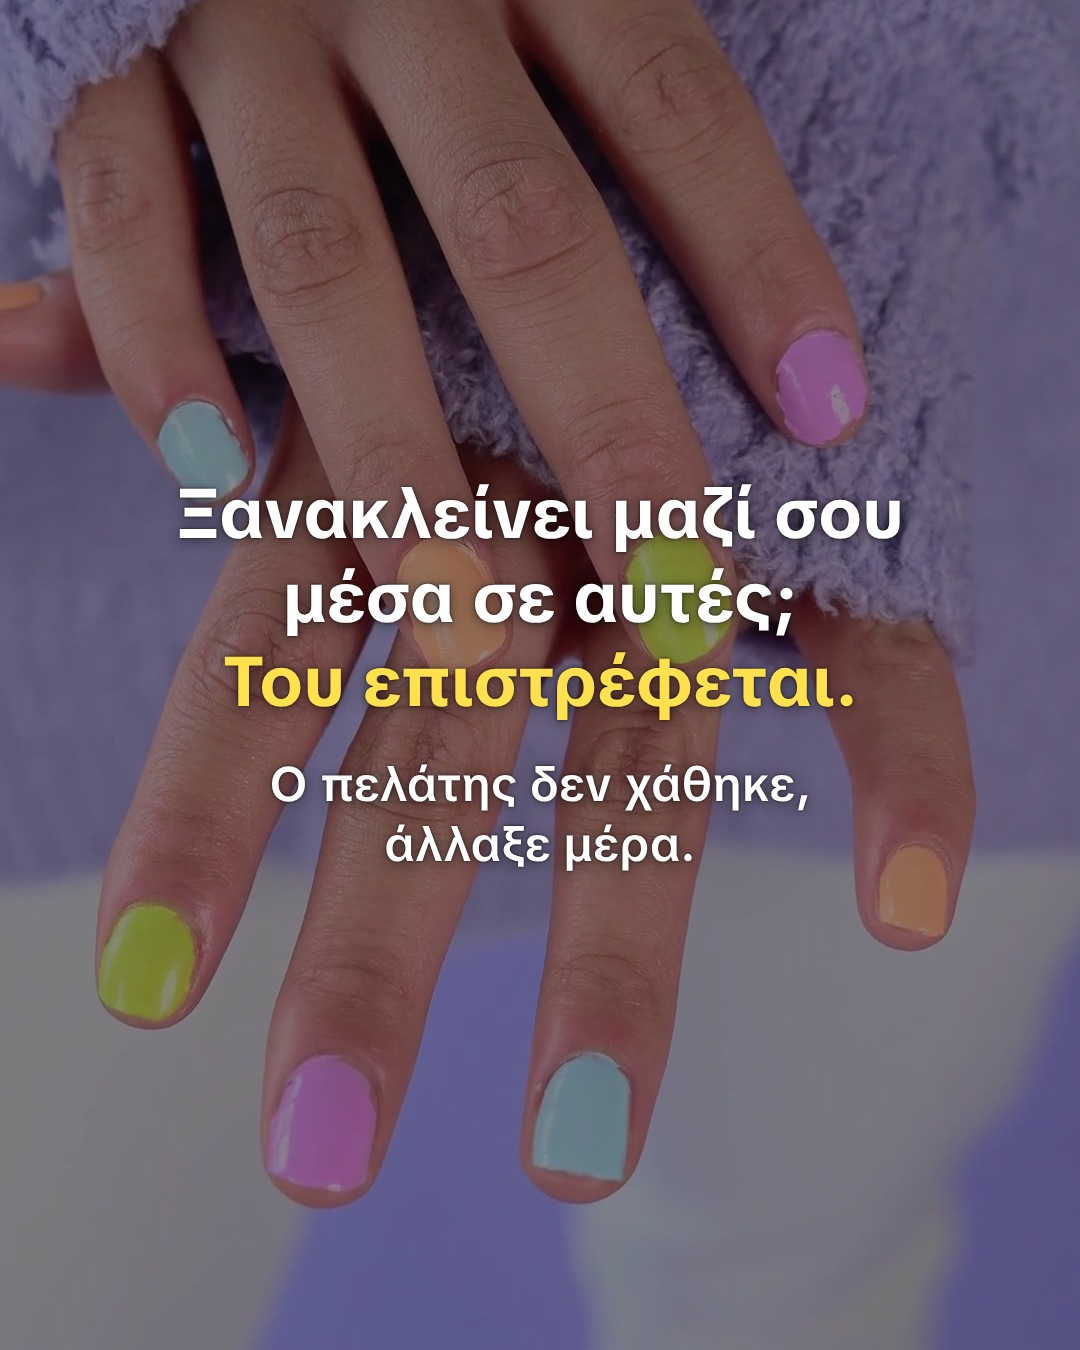 Ξανακλείνει μαζί σου
μέσα σε αυτές;
Του επιστρέφεται.
Ο πελάτης δεν χάθηκε,
άλλαξε μέρα.